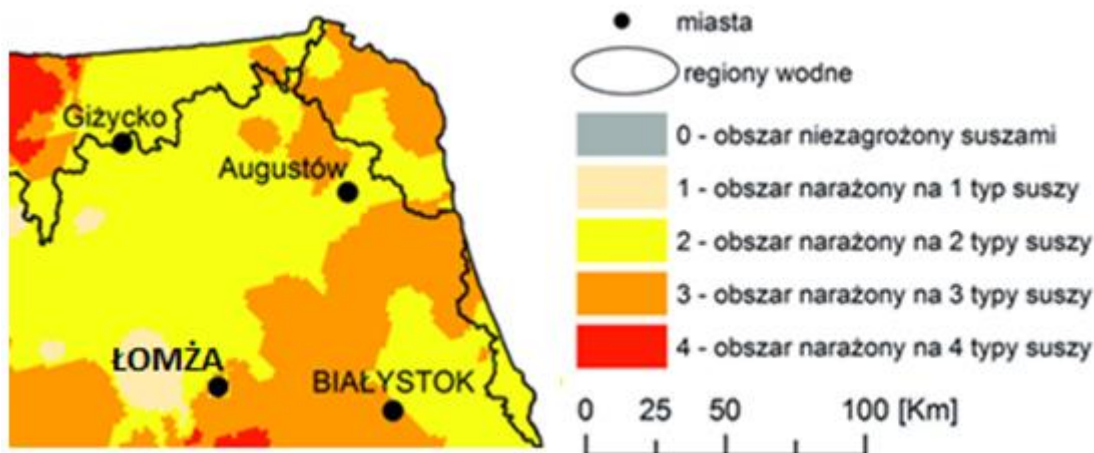 Giżycko
Augustów
ŁOMŻA
BIAŁYSTOK
miasta
regiony wodne
0 - obszar niezagrożony suszami
1 - obszar narażony na 1 typ suszy
2 - obszar narażony na 2 typy suszy
3 - obszar narażony na 3 typy suszy
4 - obszar narażony na 4 typy suszy
0 25 50 100 [Km]